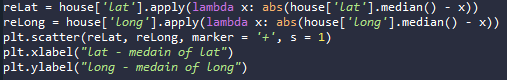 reLat = house['lat'].apply(lambda x: abs(house['lat'].median() - x))
reLong = house['long'].apply(lambda x: abs(house['long'].median() - x))
plt.scatter(reLat, reLong, marker = '+', s = 1)
plt.xlabel("lat - medain of lat")
plt.ylabel("long - medain of long")